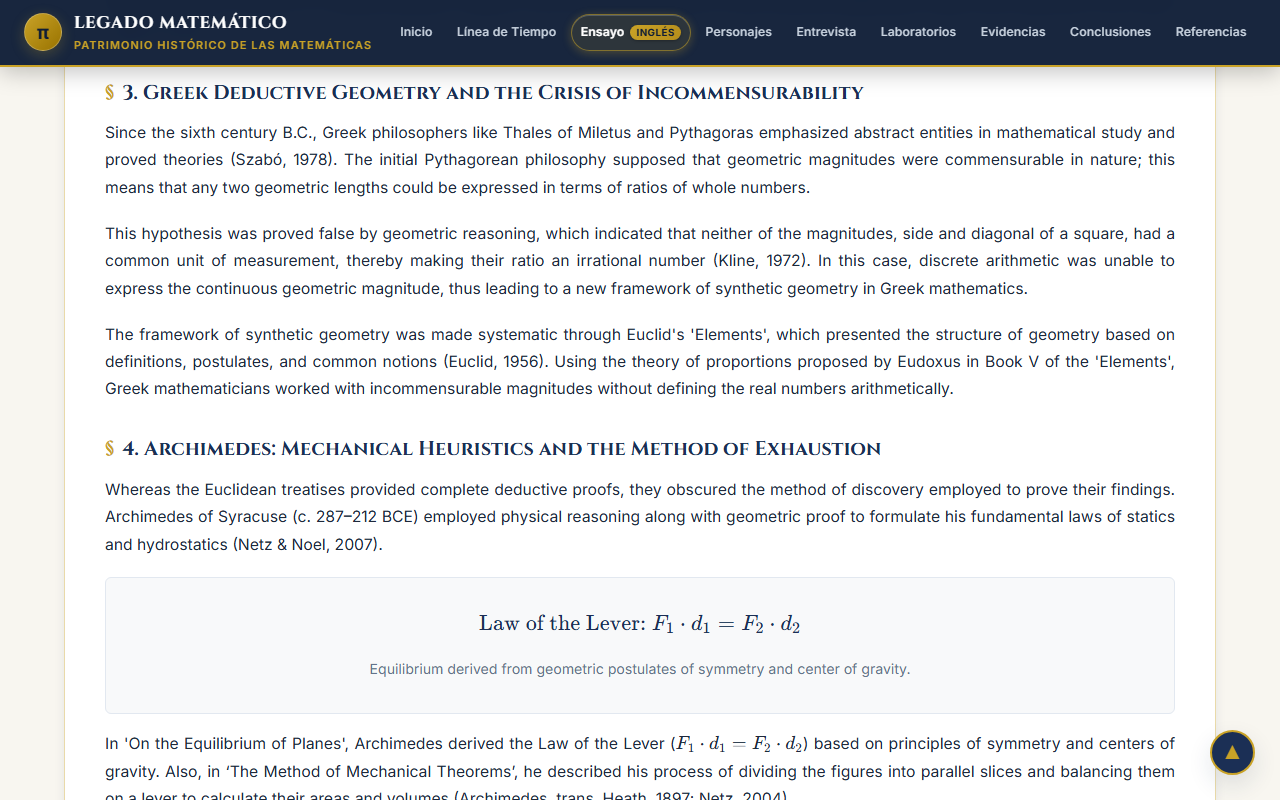 π
LEGADO MATEMÁTICO
PATRIMONIO HISTÓRICO DE LAS MATEMÁTICAS
Inicio
Línea de Tiempo
Ensayo INGLÉS
Personajes
Entrevista
Laboratorios
Evidencias
Conclusiones
Referencias
§ 3. Greek Deductive Geometry and the Crisis of Incommensurability
Since the sixth century B.C., Greek philosophers like Thales of Miletus and Pythagoras emphasized abstract entities in mathematical study and
proved theories (Szabó, 1978). The initial Pythagorean philosophy supposed that geometric magnitudes were commensurable in nature; this
means that any two geometric lengths could be expressed in terms of ratios of whole numbers.
This hypothesis was proved false by geometric reasoning, which indicated that neither of the magnitudes, side and diagonal of a square, had a
common unit of measurement, thereby making their ratio an irrational number (Kline, 1972). In this case, discrete arithmetic was unable to
express the continuous geometric magnitude, thus leading to a new framework of synthetic geometry in Greek mathematics.
The framework of synthetic geometry was made systematic through Euclid's 'Elements', which presented the structure of geometry based on
definitions, postulates, and common notions (Euclid, 1956). Using the theory of proportions proposed by Eudoxus in Book V of the 'Elements',
Greek mathematicians worked with incommensurable magnitudes without defining the real numbers arithmetically.
§ 4. Archimedes: Mechanical Heuristics and the Method of Exhaustion
Whereas the Euclidean treatises provided complete deductive proofs, they obscured the method of discovery employed to prove their findings.
Archimedes of Syracuse (c. 287–212 BCE) employed physical reasoning along with geometric proof to formulate his fundamental laws of statics
and hydrostatics (Netz & Noel, 2007).
Law of the Lever: F₁ · d₁ = F₂ · d₂
Equilibrium derived from geometric postulates of symmetry and center of gravity.
In 'On the Equilibrium of Planes', Archimedes derived the Law of the Lever (F₁ · d₁ = F₂ · d₂) based on principles of symmetry and centers of
gravity. Also, in ‘The Method of Mechanical Theorems’, he described his process of dividing the figures into parallel slices and balancing them
on a lever to calculate their areas and volumes (Archimedes, trans. Heath, 1897; Netz, 2004).